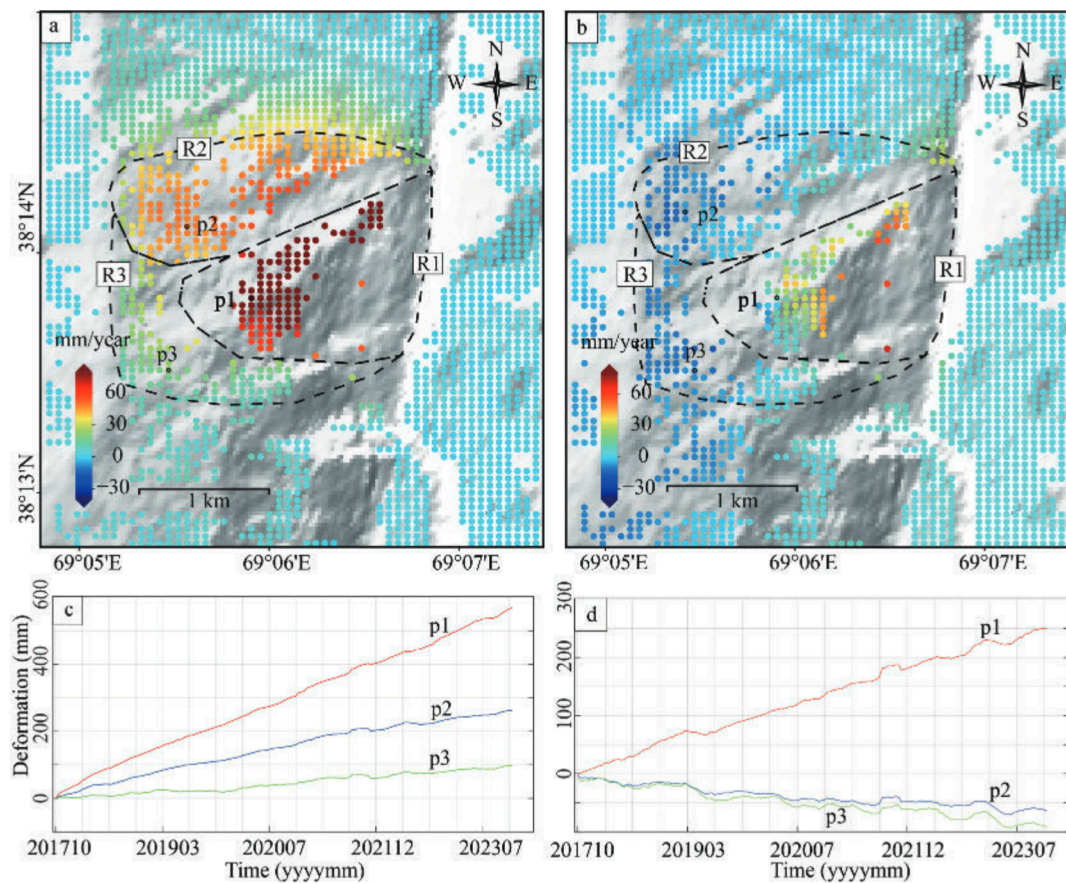 a
N
W E
S
R2
p2
R3
R1
p1
p3
mm/year
60
30
0
−30
1 km
38°14'N
38°13'N
69°05'E 69°06'E 69°07'E
b
N
W E
S
R2
p2
R3
R1
p1
p3
mm/year
60
30
0
−30
1 km
69°05'E 69°06'E 69°07'E
c
p1
p2
p3
600
400
200
0
Deformation (mm)
201710 201903 202007 202112 202307
Time (yyyymm)
d
p1
p2
p3
300
200
100
0
201710 201903 202007 202112 202307
Time (yyyymm)